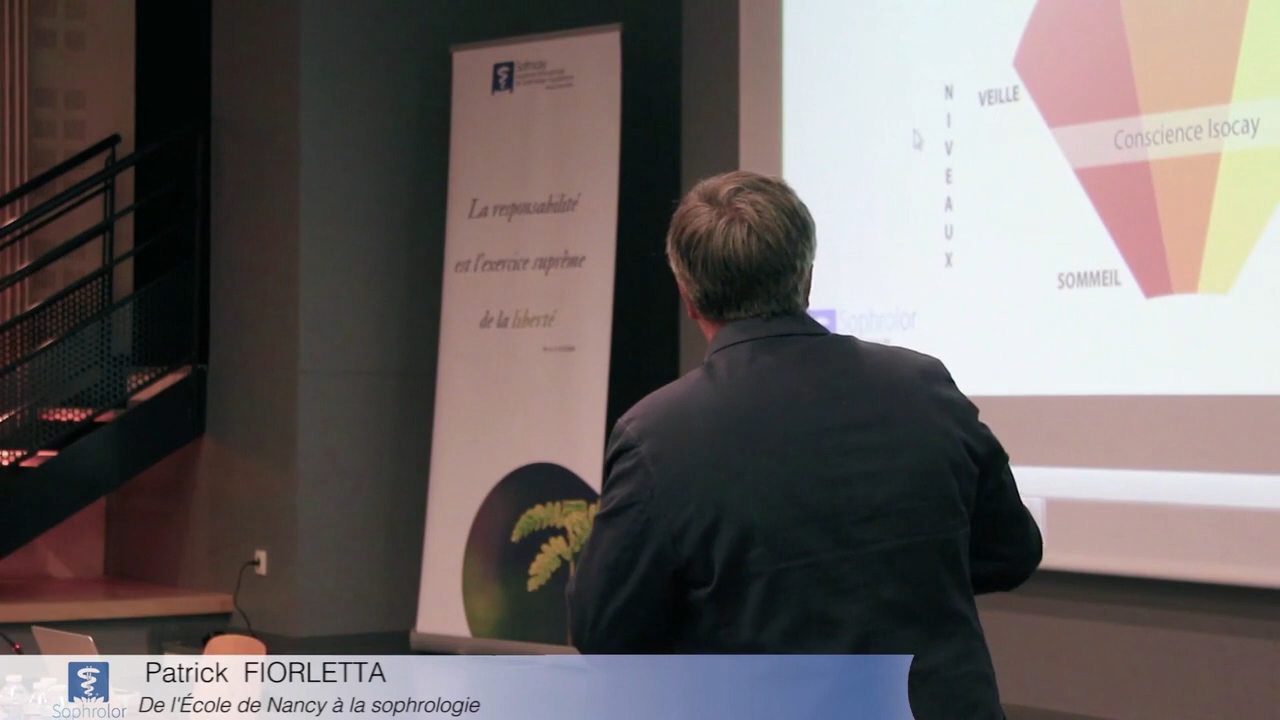 La responsabilité
est l'exercice suprême
de la liberté
NIVEAUX
VEILLE
Conscience Isocay
SOMMEIL
Sophrolor
Patrick FIORLETTA
De l'École de Nancy à la sophrologie
Sophrolor